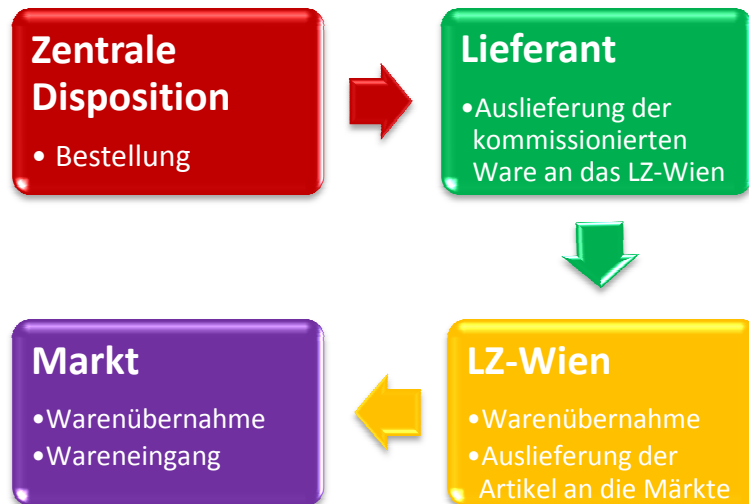 Zentrale
Disposition
• Bestellung
Lieferant
•Auslieferung der
kommissionierten
Ware an das LZ-Wien
LZ-Wien
•Warenübernahme
•Auslieferung der
Artikel an die Märkte
Markt
•Warenübernahme
•Wareneingang